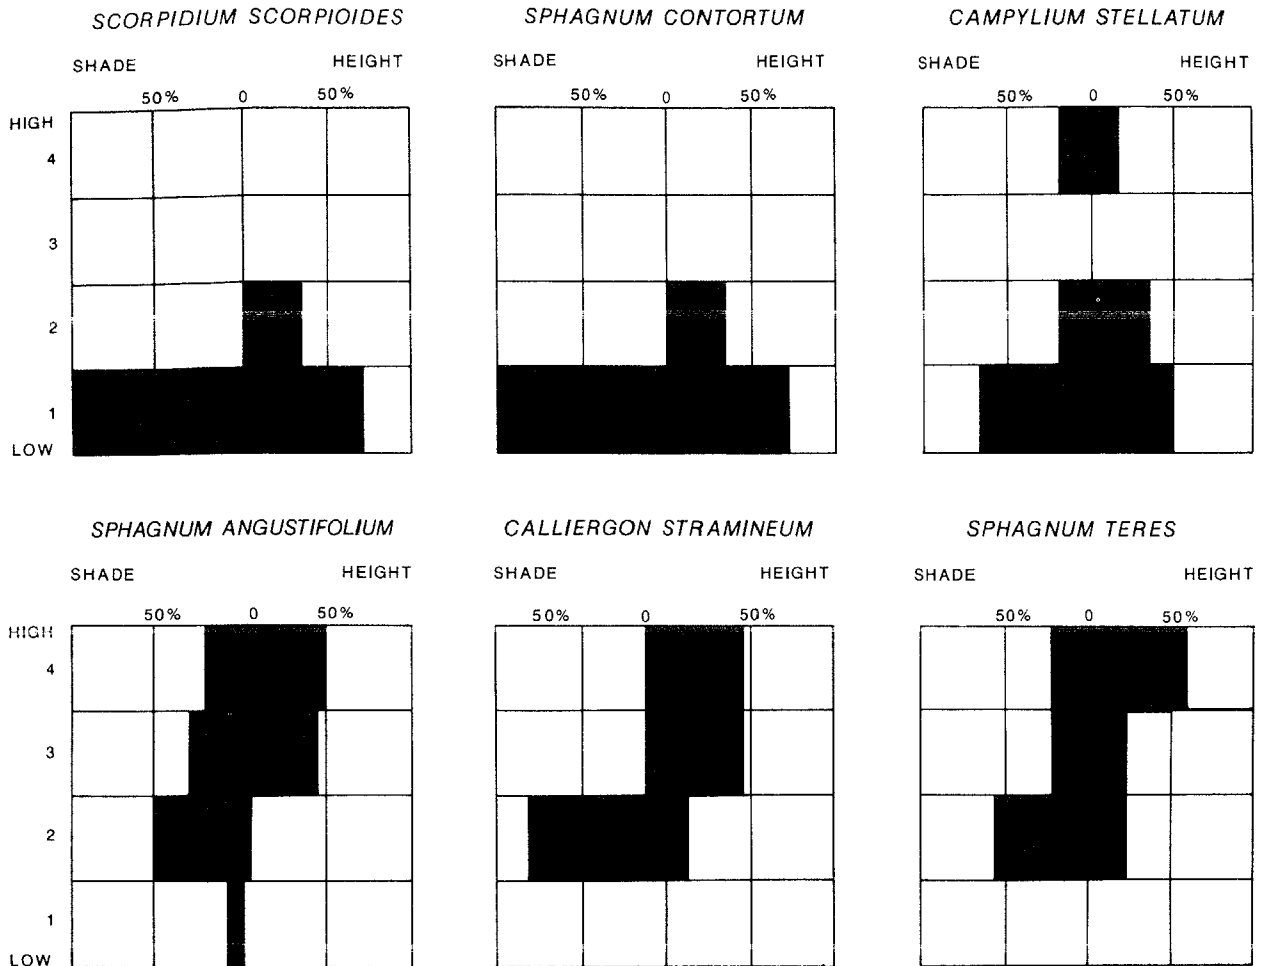 SCORPIDIUM SCORPIOIDES SPHAGNUM CONTORTUM CAMPYLIUM STELLATUM
SHADE HEIGHT SHADE HEIGHT SHADE HEIGHT
50% 0 50% 50% 0 50% 50% 0 50%
HIGH
4
3
2
1
LOW
SPHAGNUM ANGUSTIFOLIUM CALLIERGON STRAMINEUM SPHAGNUM TERES
SHADE HEIGHT SHADE HEIGHT SHADE HEIGHT
50% 0 50% 50% 0 50% 50% 0 50%
HIGH
4
3
2
1
LOW